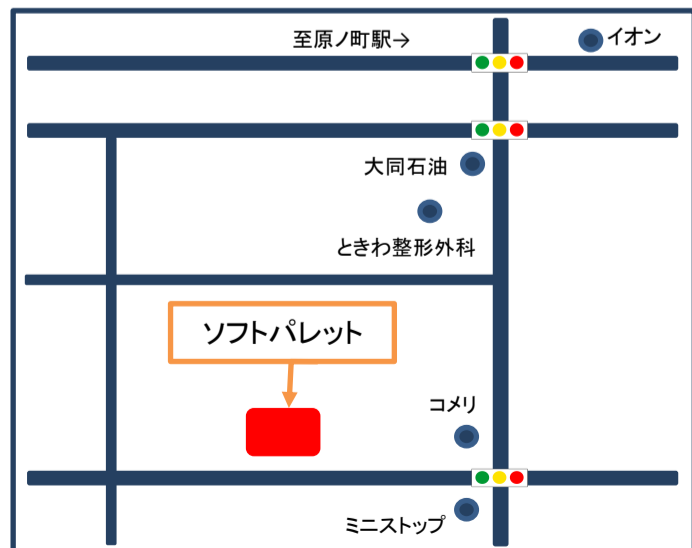 至原ノ町駅→
イオン
大同石油
ときわ整形外科
ソフトパレット
コメリ
ミニストップ